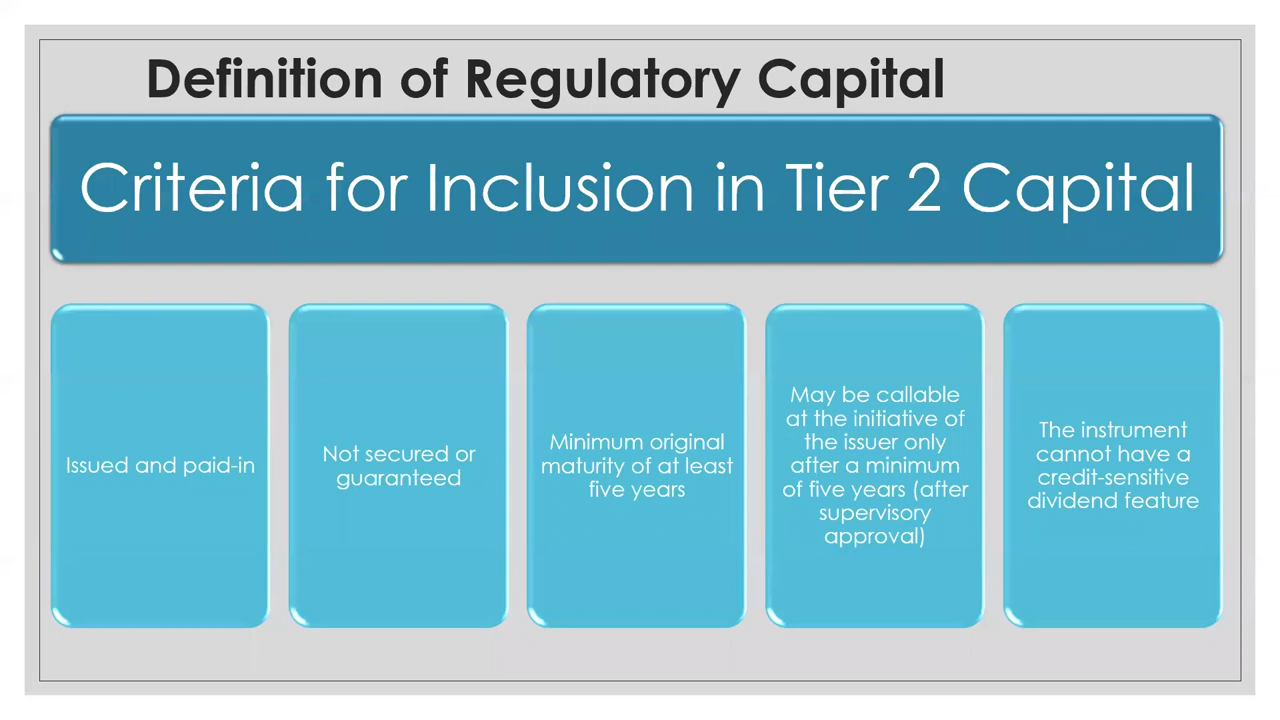 Definition of Regulatory Capital
Criteria for Inclusion in Tier 2 Capital
Issued and paid-in
Not secured or
guaranteed
Minimum original
maturity of at least
five years
May be callable
at the initiative of
the issuer only
after a minimum
of five years (after
supervisory
approval)
The instrument
cannot have a
credit-sensitive
dividend feature